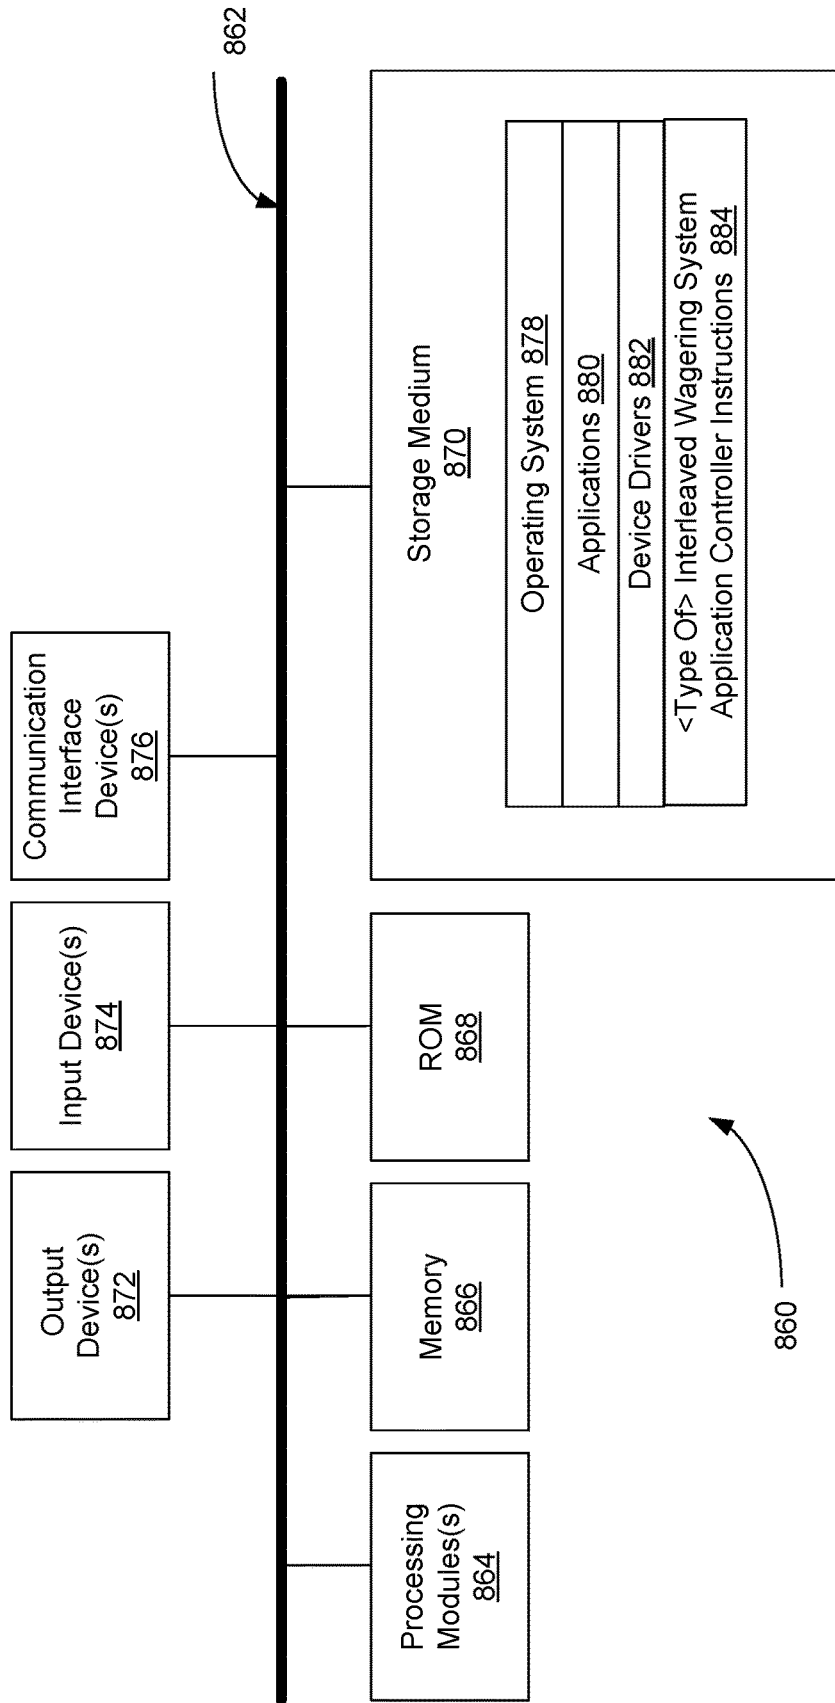 862
Output
Device(s)
872
Input Device(s)
874
Communication
Interface
Device(s)
876
Processing
Modules(s)
864
Memory
866
ROM
868
Storage Medium
870
Operating System 878
Applications 880
Device Drivers 882
<Type Of> Interleaved Wagering System
Application Controller Instructions 884
860